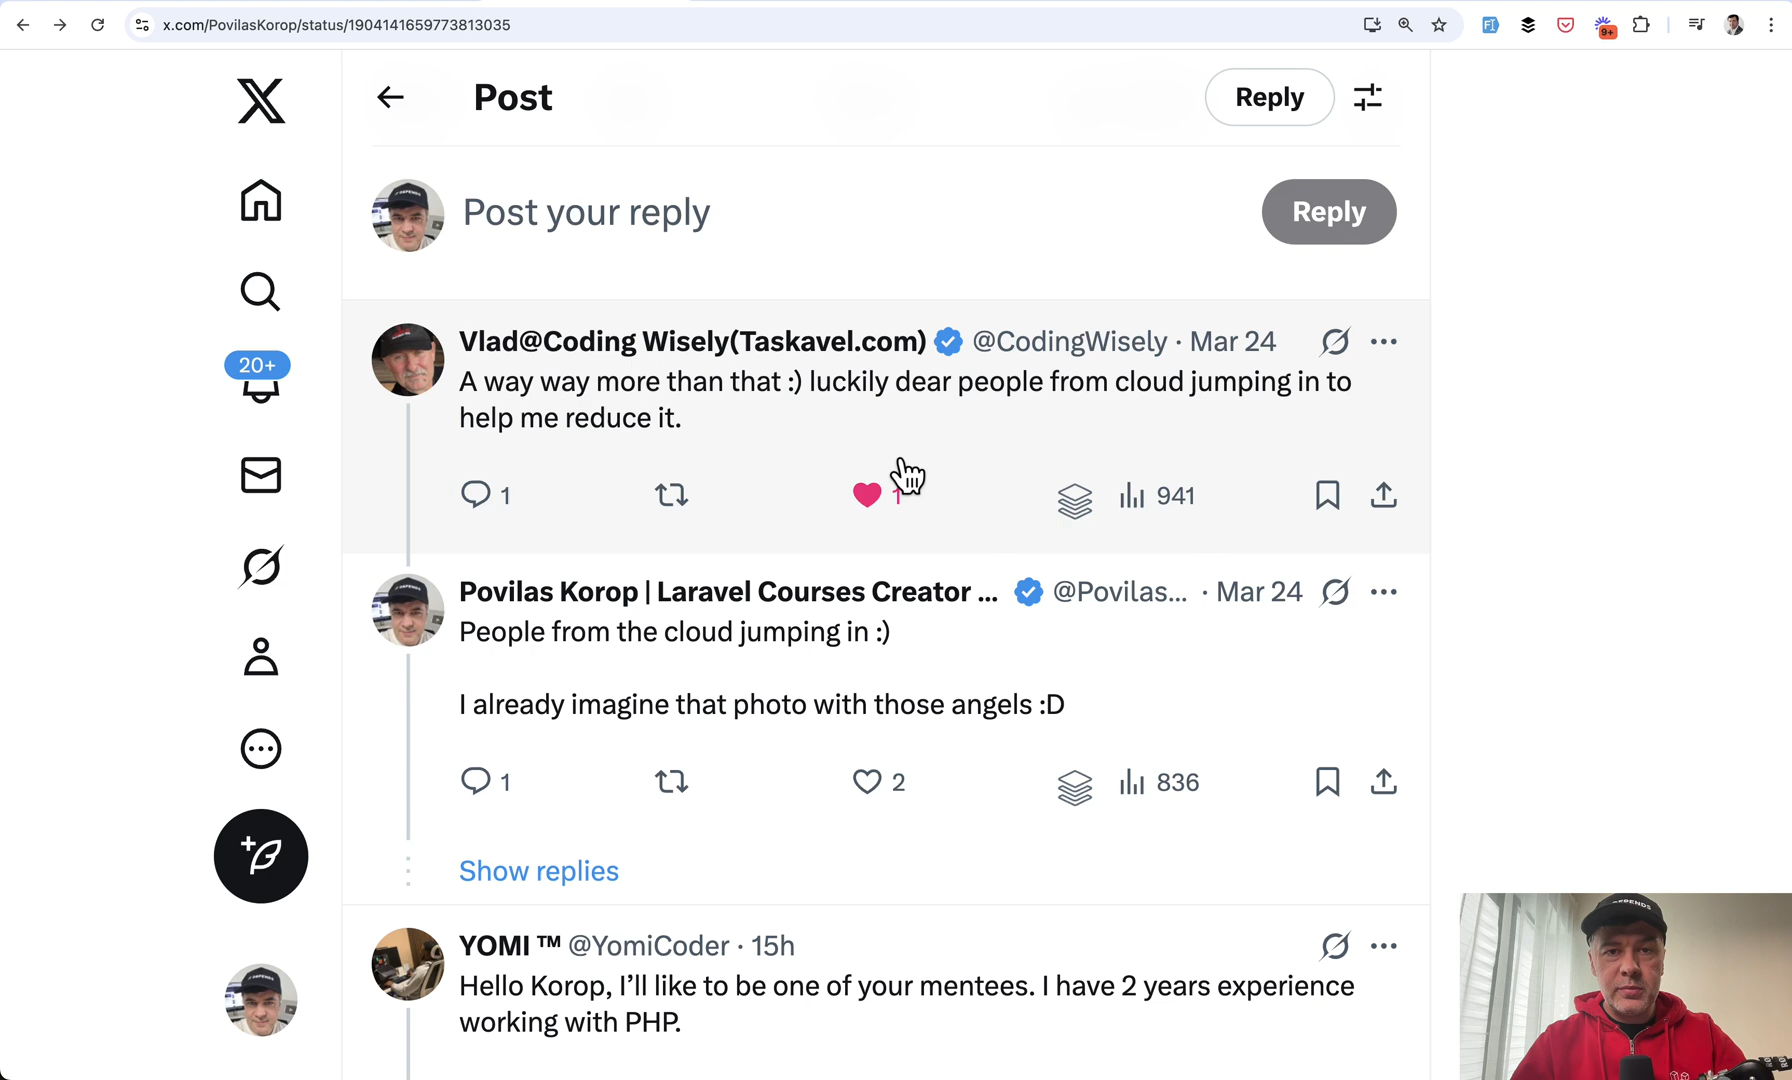 x.com/PovilasKorop/status/1904141659773813035
9+
Post
Reply
Post your reply
Reply
20+
Vlad@Coding Wisely(Taskavel.com) @CodingWisely · Mar 24
A way way more than that :) luckily dear people from cloud jumping in to
help me reduce it.
1
1
941
Povilas Korop | Laravel Courses Creator ... @Povilas... · Mar 24
People from the cloud jumping in :)
I already imagine that photo with those angels :D
1
2
836
Show replies
YOMI ™ @YomiCoder · 15h
Hello Korop, I'll like to be one of your mentees. I have 2 years experience
working with PHP.
DEPENDS